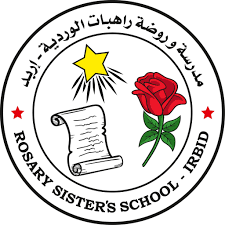 مدرسة وروضة راهبات الوردية - اربد
ROSARY SISTER'S SCHOOL - IRBID